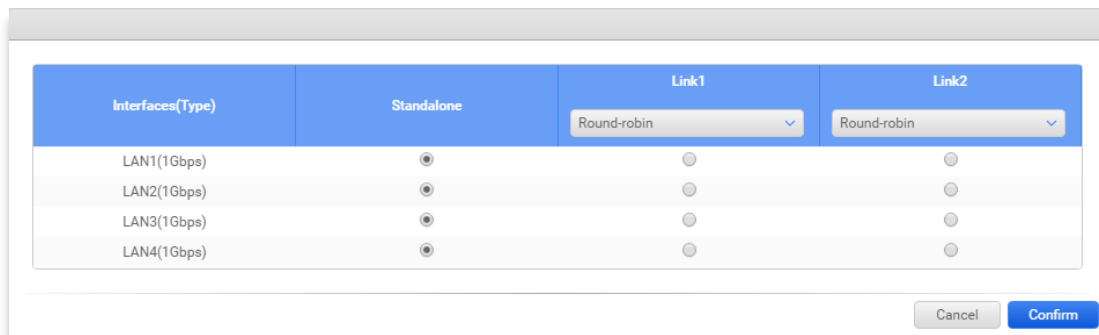 Interfaces(Type)
Standalone
Link1
Link2
Round-robin
Round-robin
LAN1(1Gbps)
LAN2(1Gbps)
LAN3(1Gbps)
LAN4(1Gbps)
Cancel
Confirm